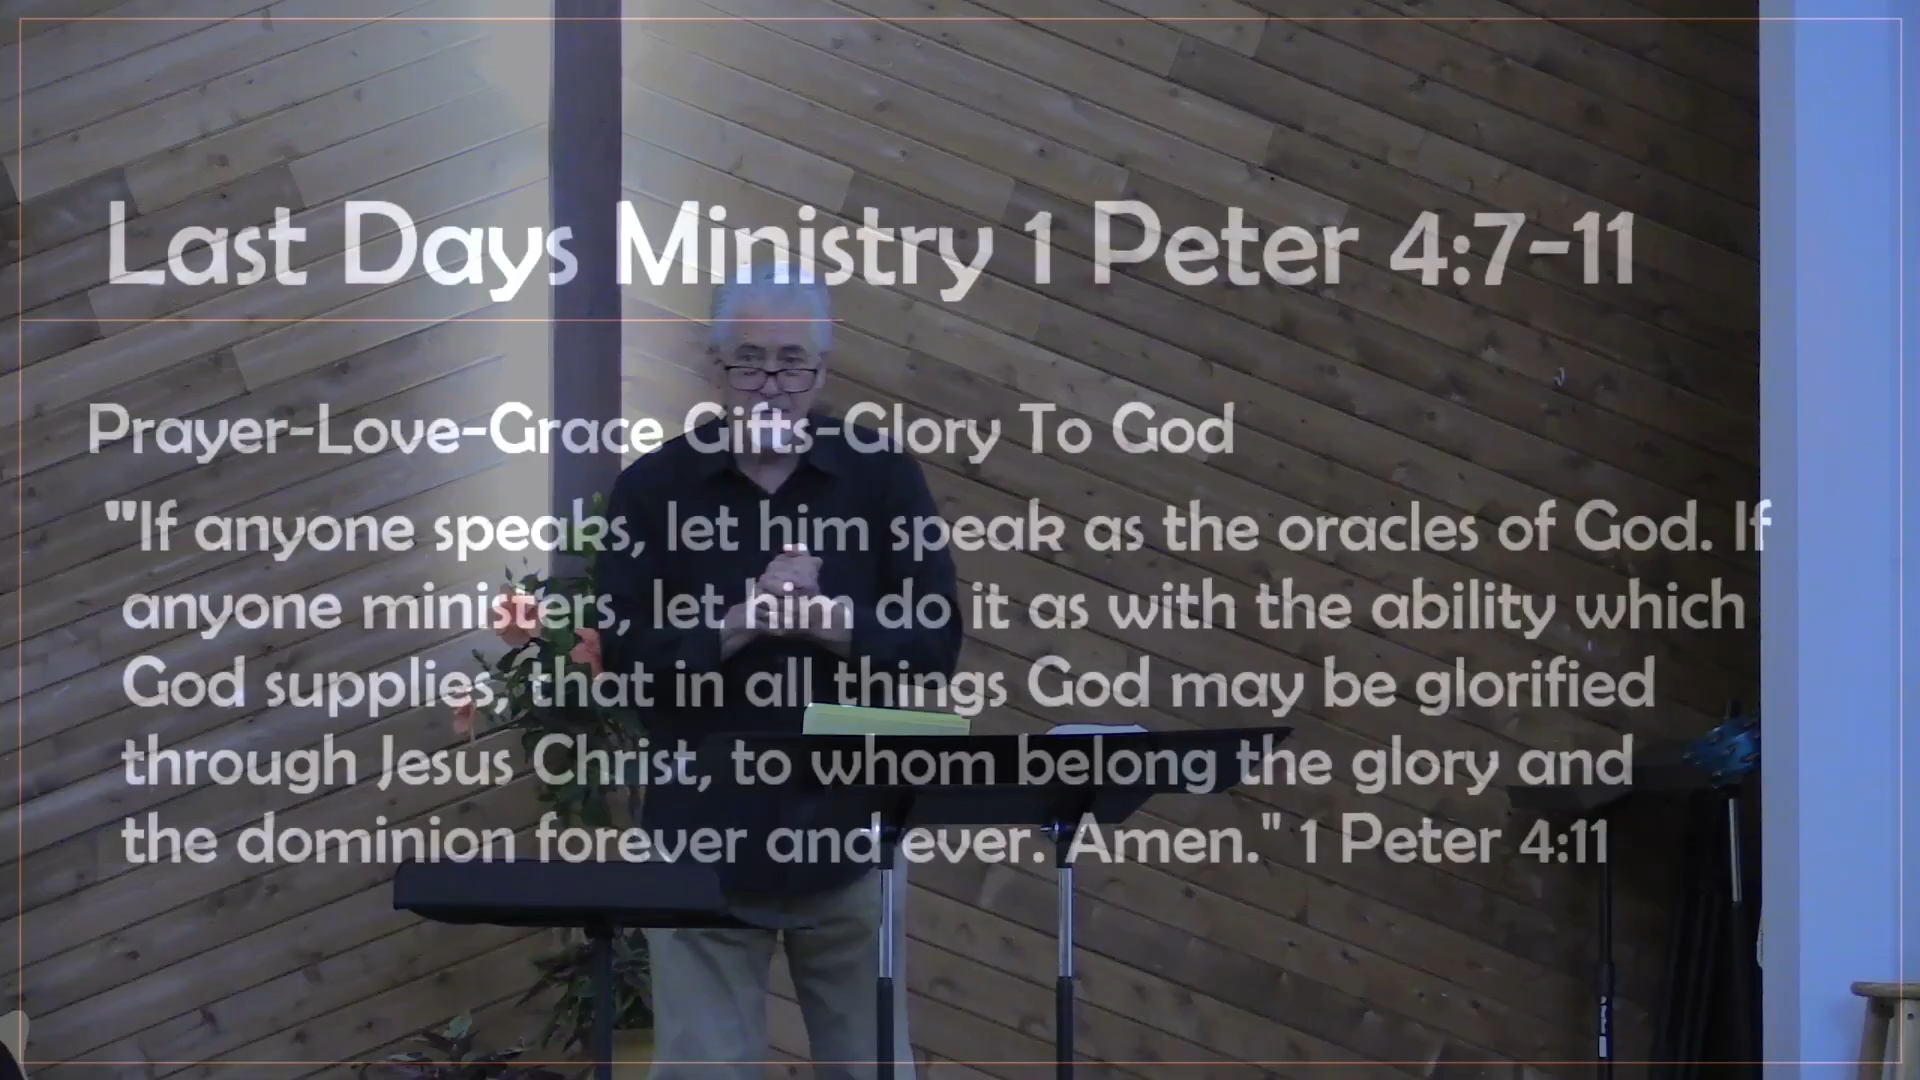 Last Days Ministry 1 Peter 4:7-11
Prayer-Love-Grace Gifts-Glory To God
"If anyone speaks, let him speak as the oracles of God. If
anyone ministers, let him do it as with the ability which
God supplies, that in all things God may be glorified
through Jesus Christ, to whom belong the glory and
the dominion forever and ever. Amen." 1 Peter 4:11